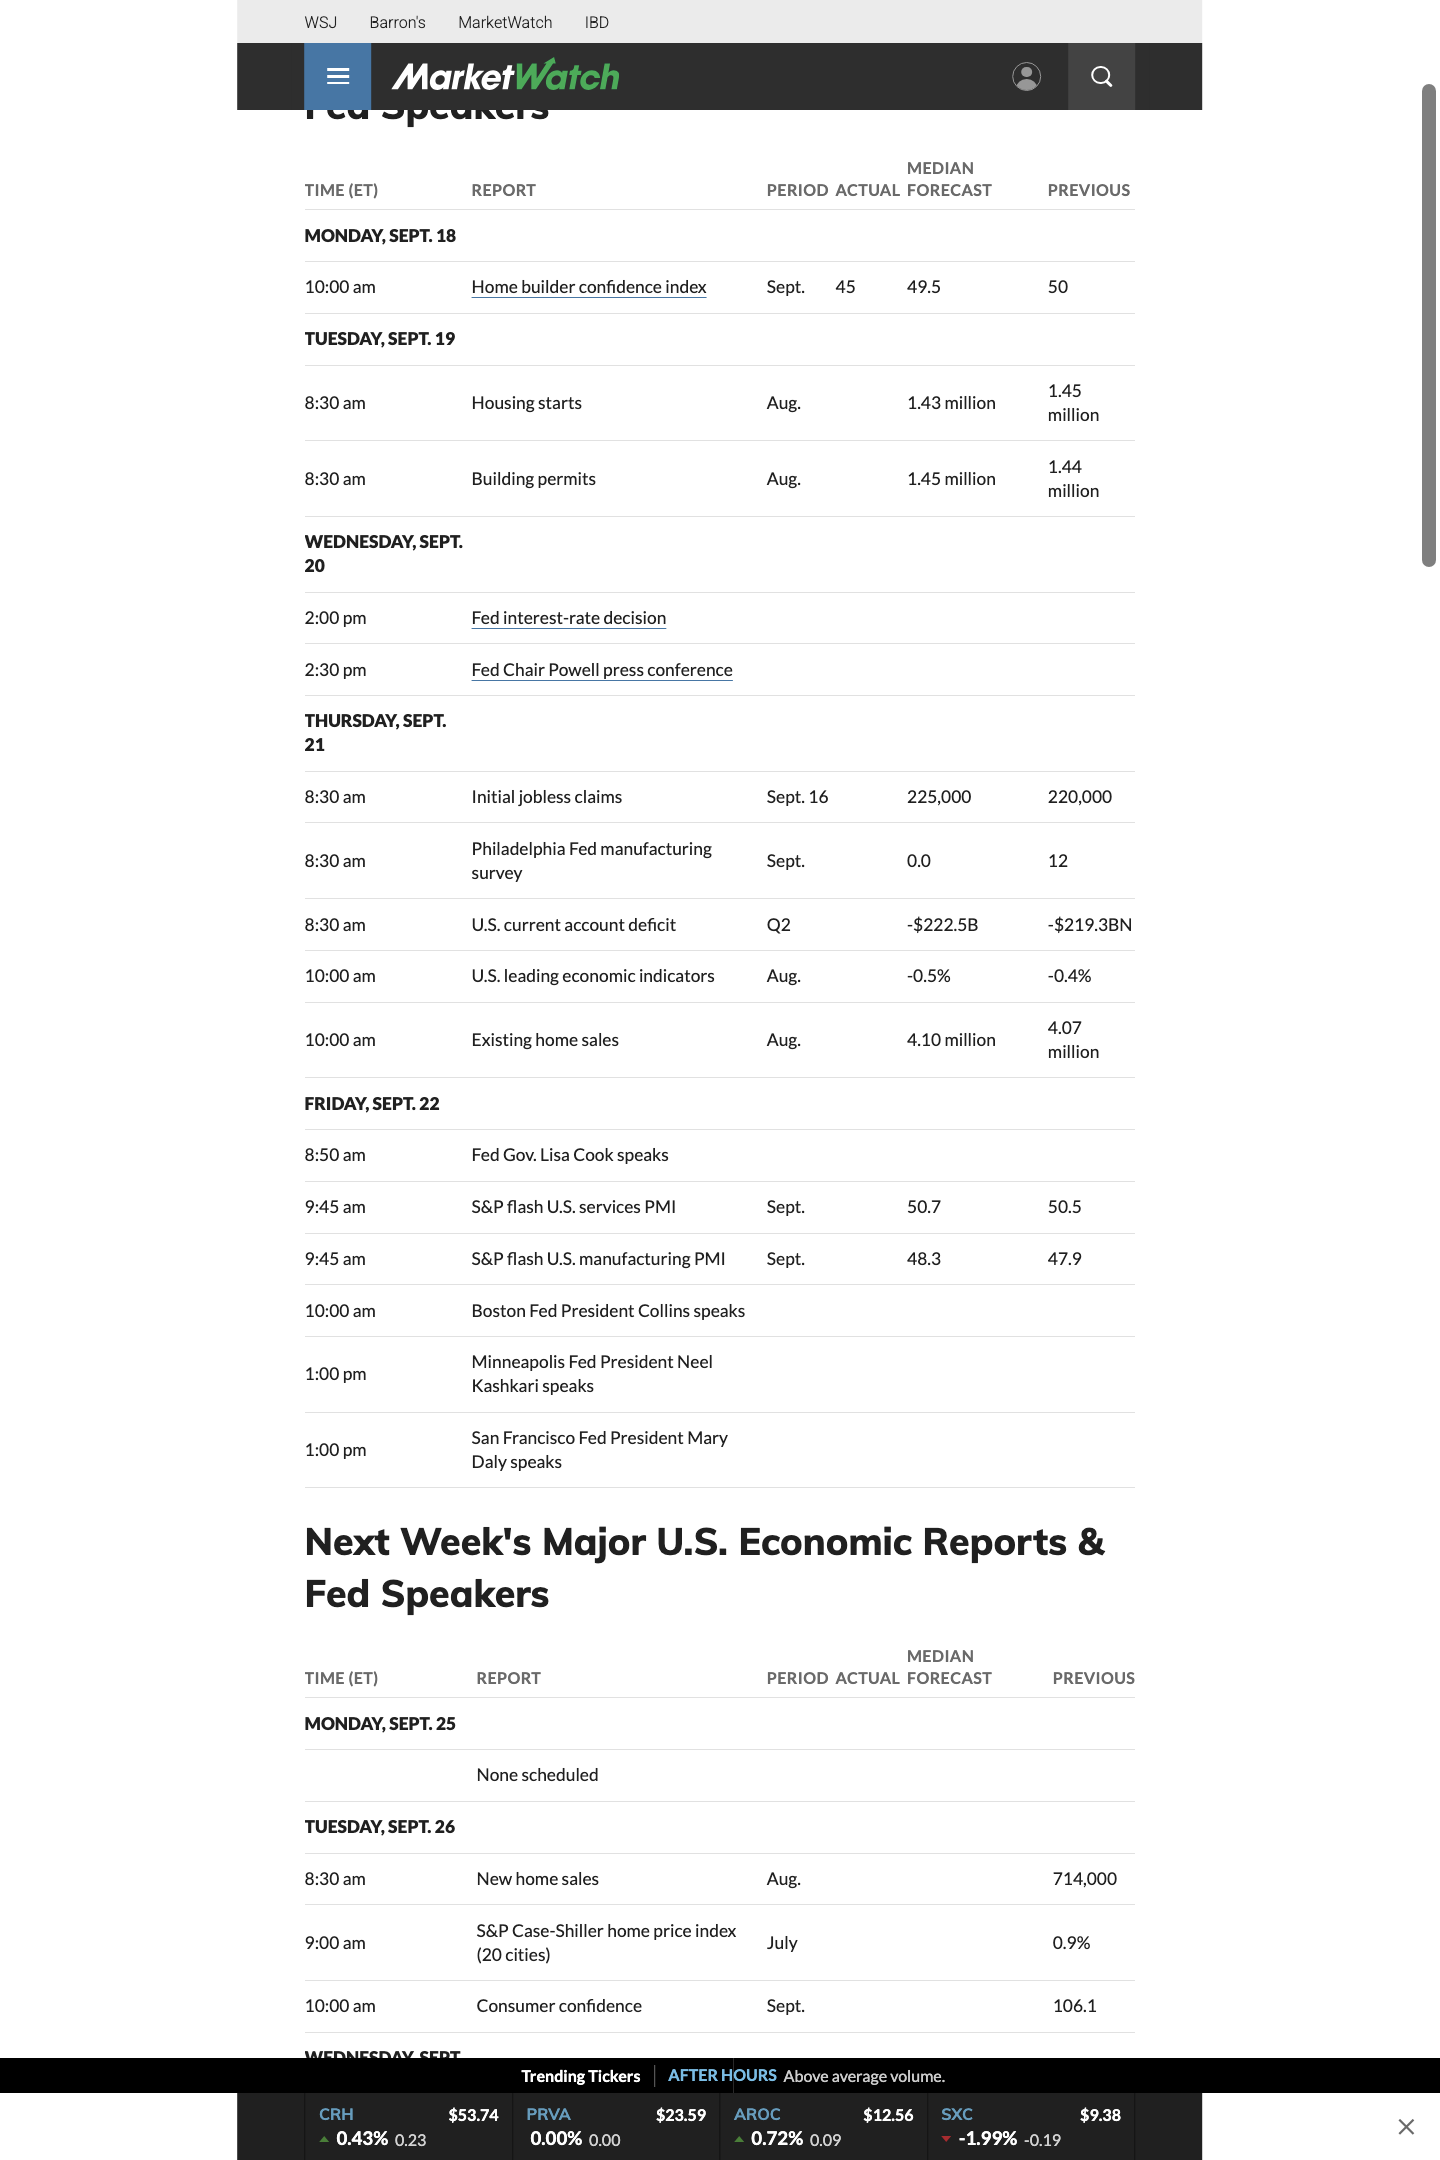 WSJ Barron's MarketWatch IBD
MarketWatch
Fed Speakers
TIME (ET) REPORT PERIOD ACTUAL MEDIAN FORECAST PREVIOUS
MONDAY, SEPT. 18
10:00 am Home builder confidence index Sept. 45 49.5 50
TUESDAY, SEPT. 19
8:30 am Housing starts Aug. 1.43 million 1.45 million
8:30 am Building permits Aug. 1.45 million 1.44 million
WEDNESDAY, SEPT.
20
2:00 pm Fed interest-rate decision
2:30 pm Fed Chair Powell press conference
THURSDAY, SEPT.
21
8:30 am Initial jobless claims Sept. 16 225,000 220,000
8:30 am Philadelphia Fed manufacturing survey Sept. 0.0 12
8:30 am U.S. current account deficit Q2 -$222.5B -$219.3BN
10:00 am U.S. leading economic indicators Aug. -0.5% -0.4%
10:00 am Existing home sales Aug. 4.10 million 4.07 million
FRIDAY, SEPT. 22
8:50 am Fed Gov. Lisa Cook speaks
9:45 am S&P flash U.S. services PMI Sept. 50.7 50.5
9:45 am S&P flash U.S. manufacturing PMI Sept. 48.3 47.9
10:00 am Boston Fed President Collins speaks
1:00 pm Minneapolis Fed President Neel Kashkari speaks
1:00 pm San Francisco Fed President Mary Daly speaks
Next Week's Major U.S. Economic Reports &
Fed Speakers
TIME (ET) REPORT PERIOD ACTUAL MEDIAN FORECAST PREVIOUS
MONDAY, SEPT. 25
None scheduled
TUESDAY, SEPT. 26
8:30 am New home sales Aug. 714,000
9:00 am S&P Case-Shiller home price index (20 cities) July 0.9%
10:00 am Consumer confidence Sept. 106.1
WEDNESDAY, SEPT.
Trending Tickers AFTER HOURS Above average volume.
CRH $53.74 PRVA $23.59 AROC $12.56 SXC $9.38
0.43% 0.23 0.00% 0.00 0.72% 0.09 -1.99% -0.19